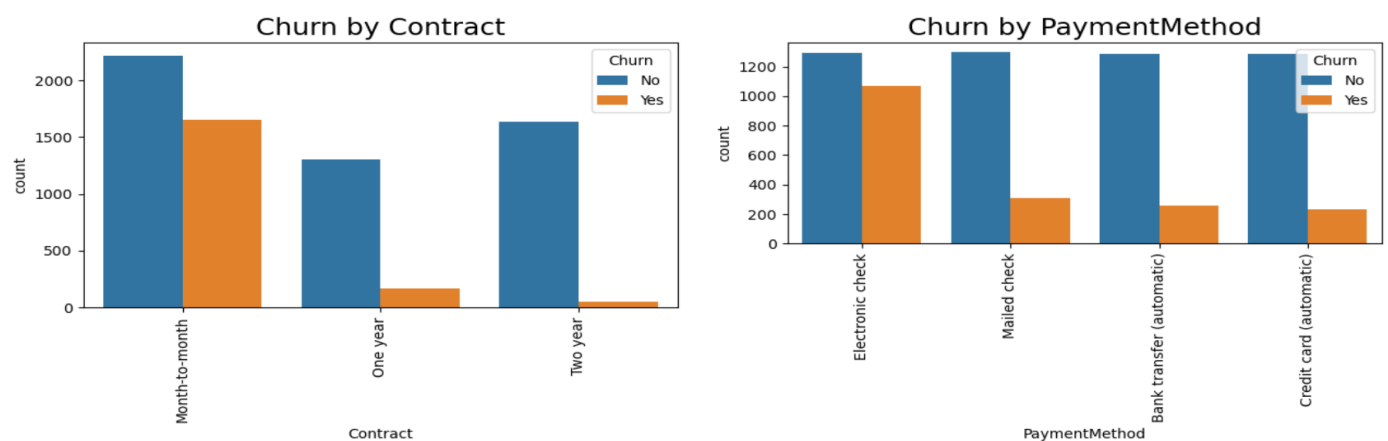 Churn by Contract
Churn
No
Yes
2000
1500
1000
500
0
count
Month-to-month
One year
Two year
Contract
Churn by PaymentMethod
Churn
No
Yes
1200
1000
800
600
400
200
0
count
Electronic check
Mailed check
Bank transfer (automatic)
Credit card (automatic)
PaymentMethod